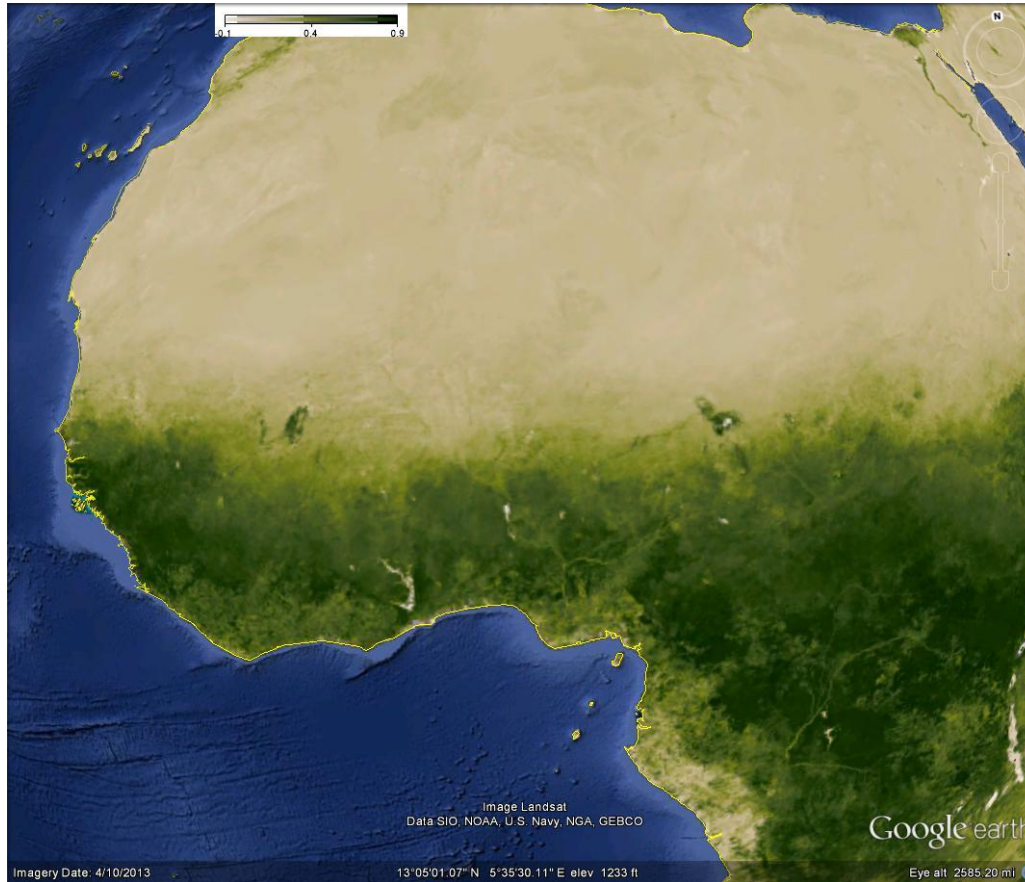 -0.1 0.4 0.9
N
Image Landsat
Data SIO, NOAA, U.S. Navy, NGA, GEBCO
Google earth
Imagery Date: 4/10/2013 13°05'01.07" N 5°35'30.11" E elev 1233 ft Eye alt 2585.20 mi